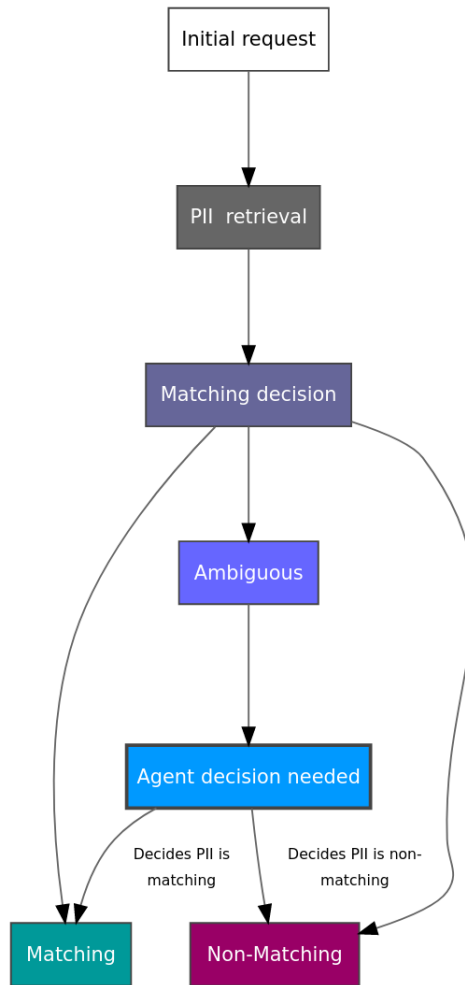 Initial request
PII  retrieval
Matching decision
Ambiguous
Agent decision needed
Decides PII is
matching
Decides PII is non-
matching
Matching
Non-Matching